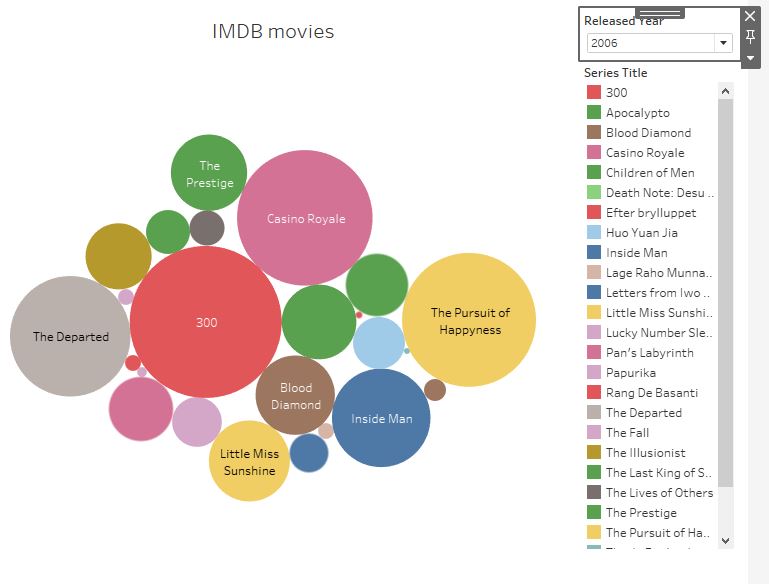 IMDB movies
Released Year
2006
Series Title
300
Apocalypto
Blood Diamond
Casino Royale
Children of Men
Death Note: Desu ..
Efter brylluppet
Huo Yuan Jia
Inside Man
Lage Raho Munna..
Letters from Iwo ..
Little Miss Sunshi..
Lucky Number Sle..
Pan's Labyrinth
Papurika
Rang De Basanti
The Departed
The Fall
The Illusionist
The Last King of S..
The Lives of Others
The Prestige
The Pursuit of Ha..
The
Prestige
Casino Royale
The Departed
300
The Pursuit of
Happyness
Blood
Diamond
Inside Man
Little Miss
Sunshine